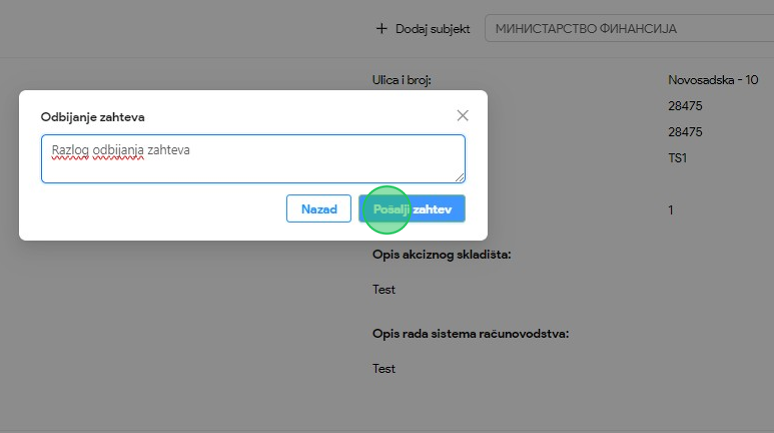 + Dodaj subjekt
МИНИСТАРСТВО ФИНАНСИЈА
Ulica i broj:
Novosadska - 10
28475
28475
TS1
1
Odbijanje zahteva
Razlog odbijanja zahteva
Nazad
Pošalji zahtev
Opis akciznog skladišta:
Test
Opis rada sistema računovodstva:
Test